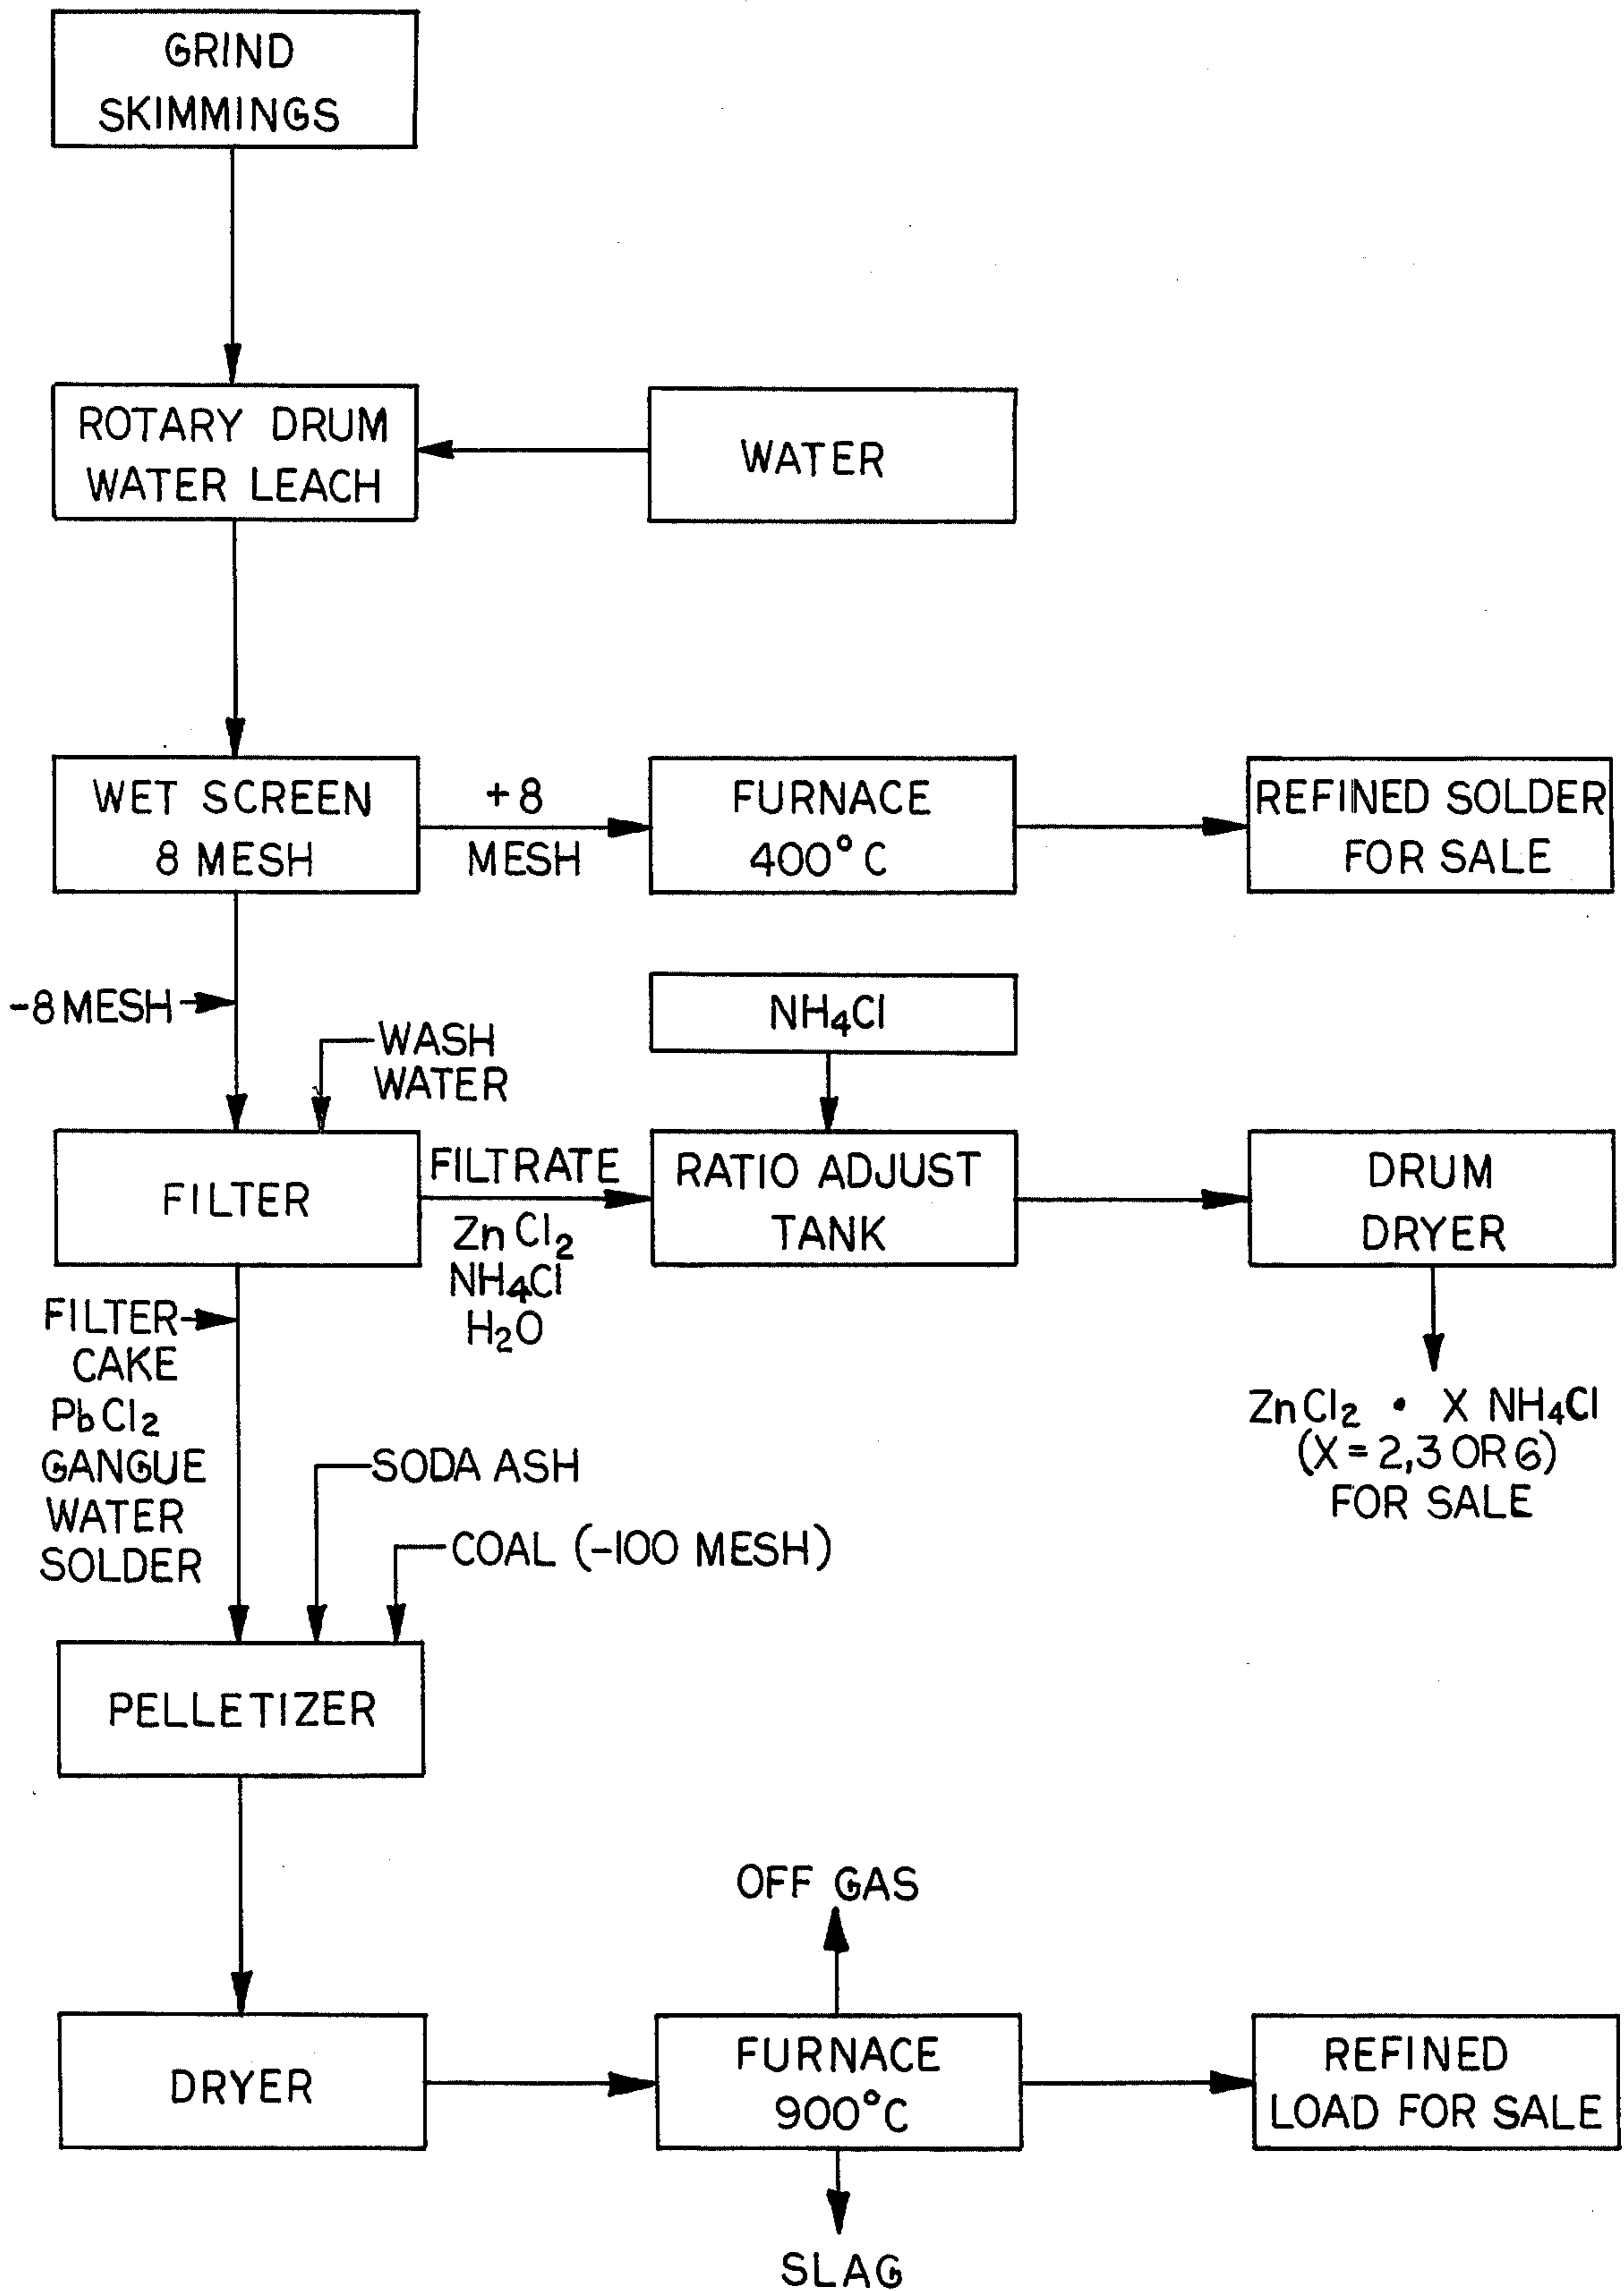 GRIND
SKIMMINGS
ROTARY DRUM
WATER LEACH
WATER
WET SCREEN
8 MESH
+8
MESH
FURNACE
400°C
REFINED SOLDER
FOR SALE
-8 MESH
WASH
WATER
NH₄Cl
FILTER
FILTRATE
ZnCl₂
NH₄Cl
H₂O
RATIO ADJUST
TANK
DRUM
DRYER
ZnCl₂ • X NH₄Cl
(X = 2,3 OR 6)
FOR SALE
FILTER
CAKE
PbCl₂
GANGUE
WATER
SOLDER
SODA ASH
COAL (-100 MESH)
PELLETIZER
DRYER
OFF GAS
FURNACE
900°C
SLAG
REFINED
LOAD FOR SALE